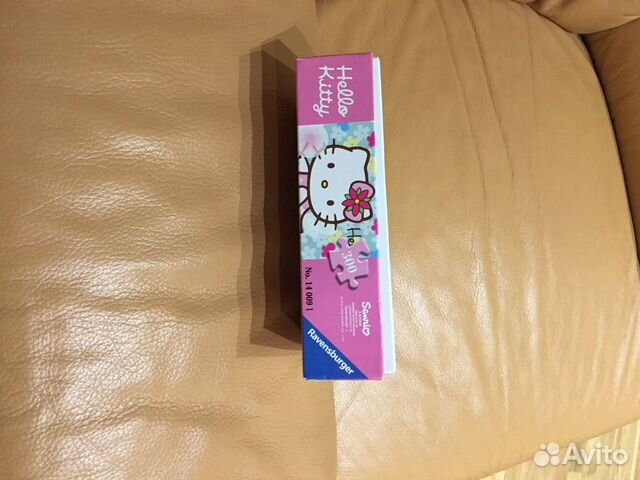 Hello
Kitty
He
300
No. 14 009 1
Sanrio
Ravensburger
Avito